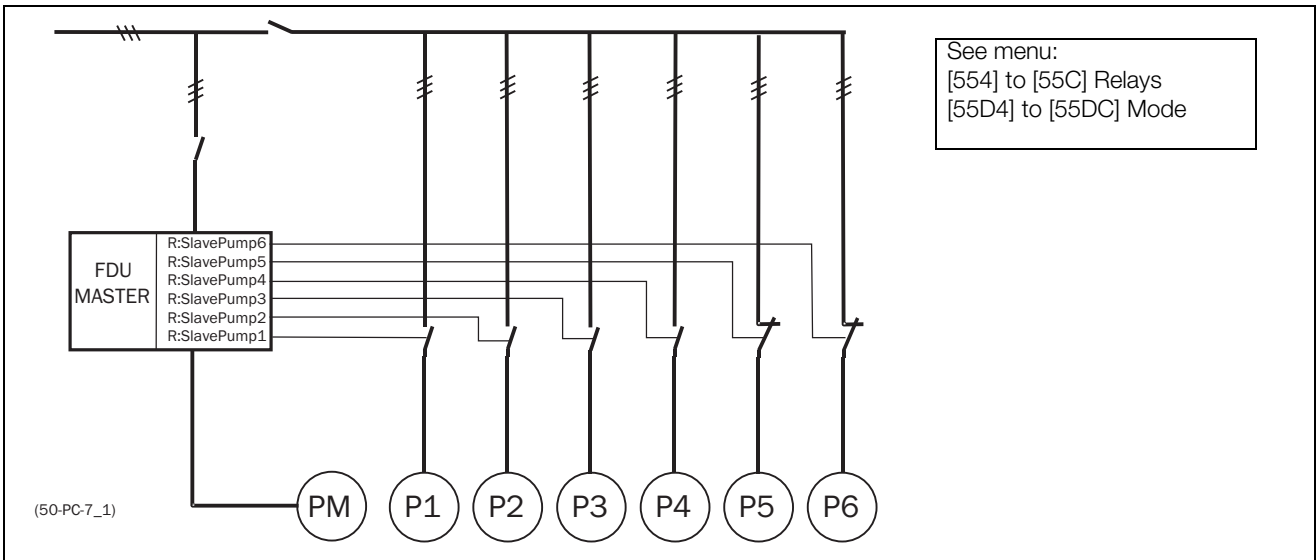 See menu:
[554] to [55C] Relays
[55D4] to [55DC] Mode
FDU
MASTER
R:SlavePump6
R:SlavePump5
R:SlavePump4
R:SlavePump3
R:SlavePump2
R:SlavePump1
(50-PC-7_1)
PM
P1
P2
P3
P4
P5
P6